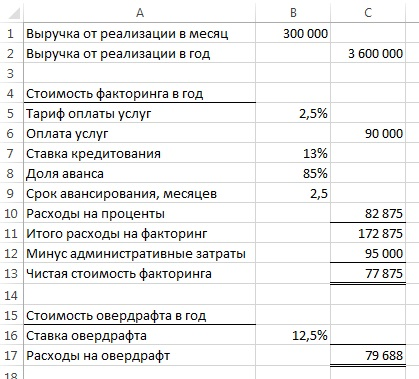 A B C
1 Выручка от реализации в месяц 300 000
2 Выручка от реализации в год 3 600 000
3
4 Стоимость факторинга в год
5 Тариф оплаты услуг 2,5%
6 Оплата услуг 90 000
7 Ставка кредитования 13%
8 Доля аванса 85%
9 Срок авансирования, месяцев 2,5
10 Расходы на проценты 82 875
11 Итого расходы на факторинг 172 875
12 Минус административные затраты 95 000
13 Чистая стоимость факторинга 77 875
14
15 Стоимость овердрафта в год
16 Ставка овердрафта 12,5%
17 Расходы на овердрафт 79 688
18